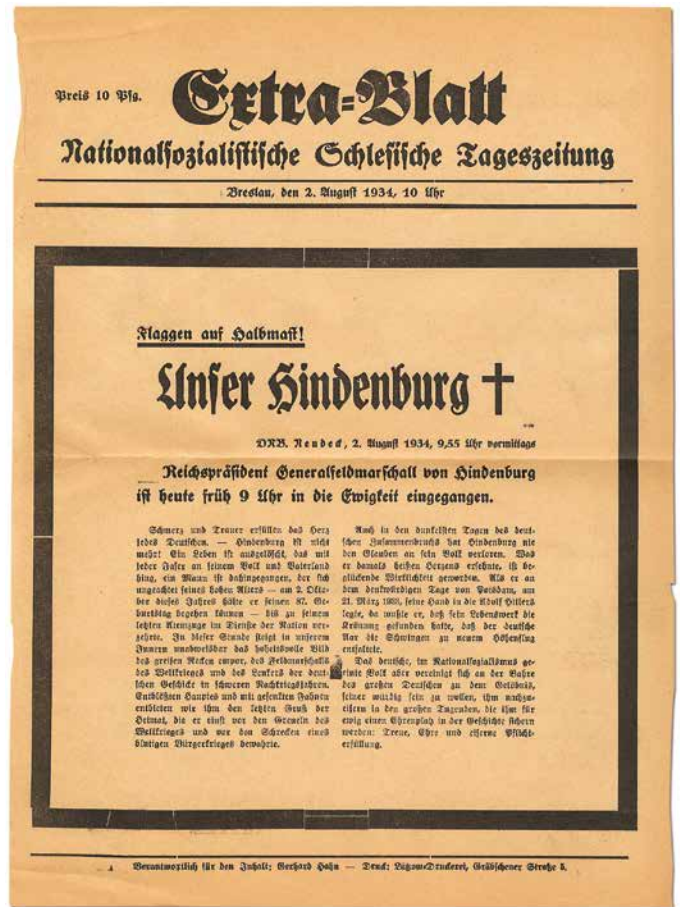 Preis 10 Pfg.
Extra=Blatt
Nationalsozialistische Schlesische Tageszeitung
Breslau, den 2. August 1934, 10 Uhr
Flaggen auf Halbmast!
Unser Hindenburg †
DNB. Neudeck, 2. August 1934, 9,55 Uhr vormittags
Reichspräsident Generalfeldmarschall von Hindenburg
ist heute früh 9 Uhr in die Ewigkeit eingegangen.
Schmerz und Trauer erfüllen das Herz
jedes Deutschen. — Hindenburg ist nicht
mehr! Ein Leben ist ausgelöscht, das mit
jeder Faser an seinem Volk und Vaterland
hing, ein Mann ist dahingegangen, der sich
ungeachtet seines hohen Alters — am 2. Okto-
ber dieses Jahres hätte er seinen 87. Ge-
burtstag begehen können — bis zu seinem
letzten Atemzuge im Dienste der Nation ver-
zehrte. In dieser Stunde steigt in unserem
Innern unabweisbar das hoheitsvolle Bild
des greisen Recken empor, des Feldmarschalls
des Weltkrieges und des Lenkers der deut-
schen Geschicke in schweren Nachkriegsjahren.
Entblößten Hauptes und mit gesenkten Fahnen
entbieten wir ihm den letzten Gruß der
Heimat, die er einst vor den Greueln des
Weltkrieges und vor den Schrecken eines
blutigen Bürgerkrieges bewahrte.
Auch in den dunkelsten Tagen des deut-
schen Zusammenbruchs hat Hindenburg nie
den Glauben an sein Volk verloren. Was
er damals heißen Herzens ersehnte, ist be-
glückende Wirklichkeit geworden. Als er an
dem denkwürdigen Tage von Potsdam, am
21. März 1933, seine Hand in die Adolf Hitlers
legte, da wußte er, daß sein Lebenswerk die
Krönung gefunden hatte, daß der deutsche
Aar die Schwingen zu neuem Höhenflug
entfaltete.
Das deutsche, im Nationalsozialismus ge-
einte Volk aber vereinigt sich an der Bahre
des großen Deutschen zu dem Gelöbnis,
seiner würdig sein zu wollen, ihm nachzu-
eifern in den großen Tugenden, die ihm für
ewig einen Ehrenplatz in der Geschichte sichern
werden: Treue, Ehre und eiserne Pflicht-
erfüllung.
Verantwortlich für den Inhalt: Gerhard Hahn — Druck: Lützow-Druckerei, Gräbschener Straße 5.